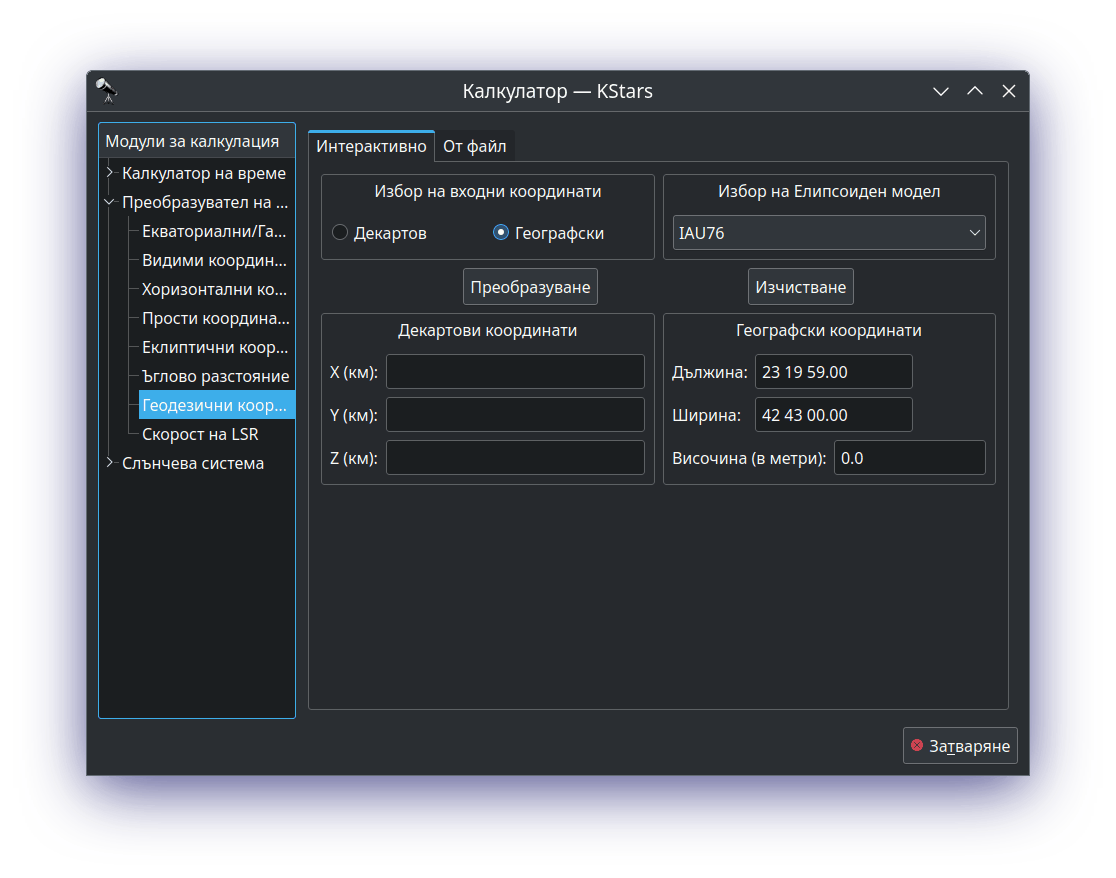 Калкулатор — KStars
Модули за калкулация
Калкулатор на време
Преобразувател на ...
Екваториални/Га...
Видими координ...
Хоризонтални ко...
Прости координа...
Еклиптични коор...
Ъглово разстояние
Геодезични коор...
Скорост на LSR
Слънчева система
Интерактивно
От файл
Избор на входни координати
Декартов
Географски
Избор на Елипсоиден модел
IAU76
Преобразуване
Изчистване
Декартови координати
X (км):
Y (км):
Z (км):
Географски координати
Дължина: 23 19 59.00
Ширина: 42 43 00.00
Височина (в метри): 0.0
Затваряне